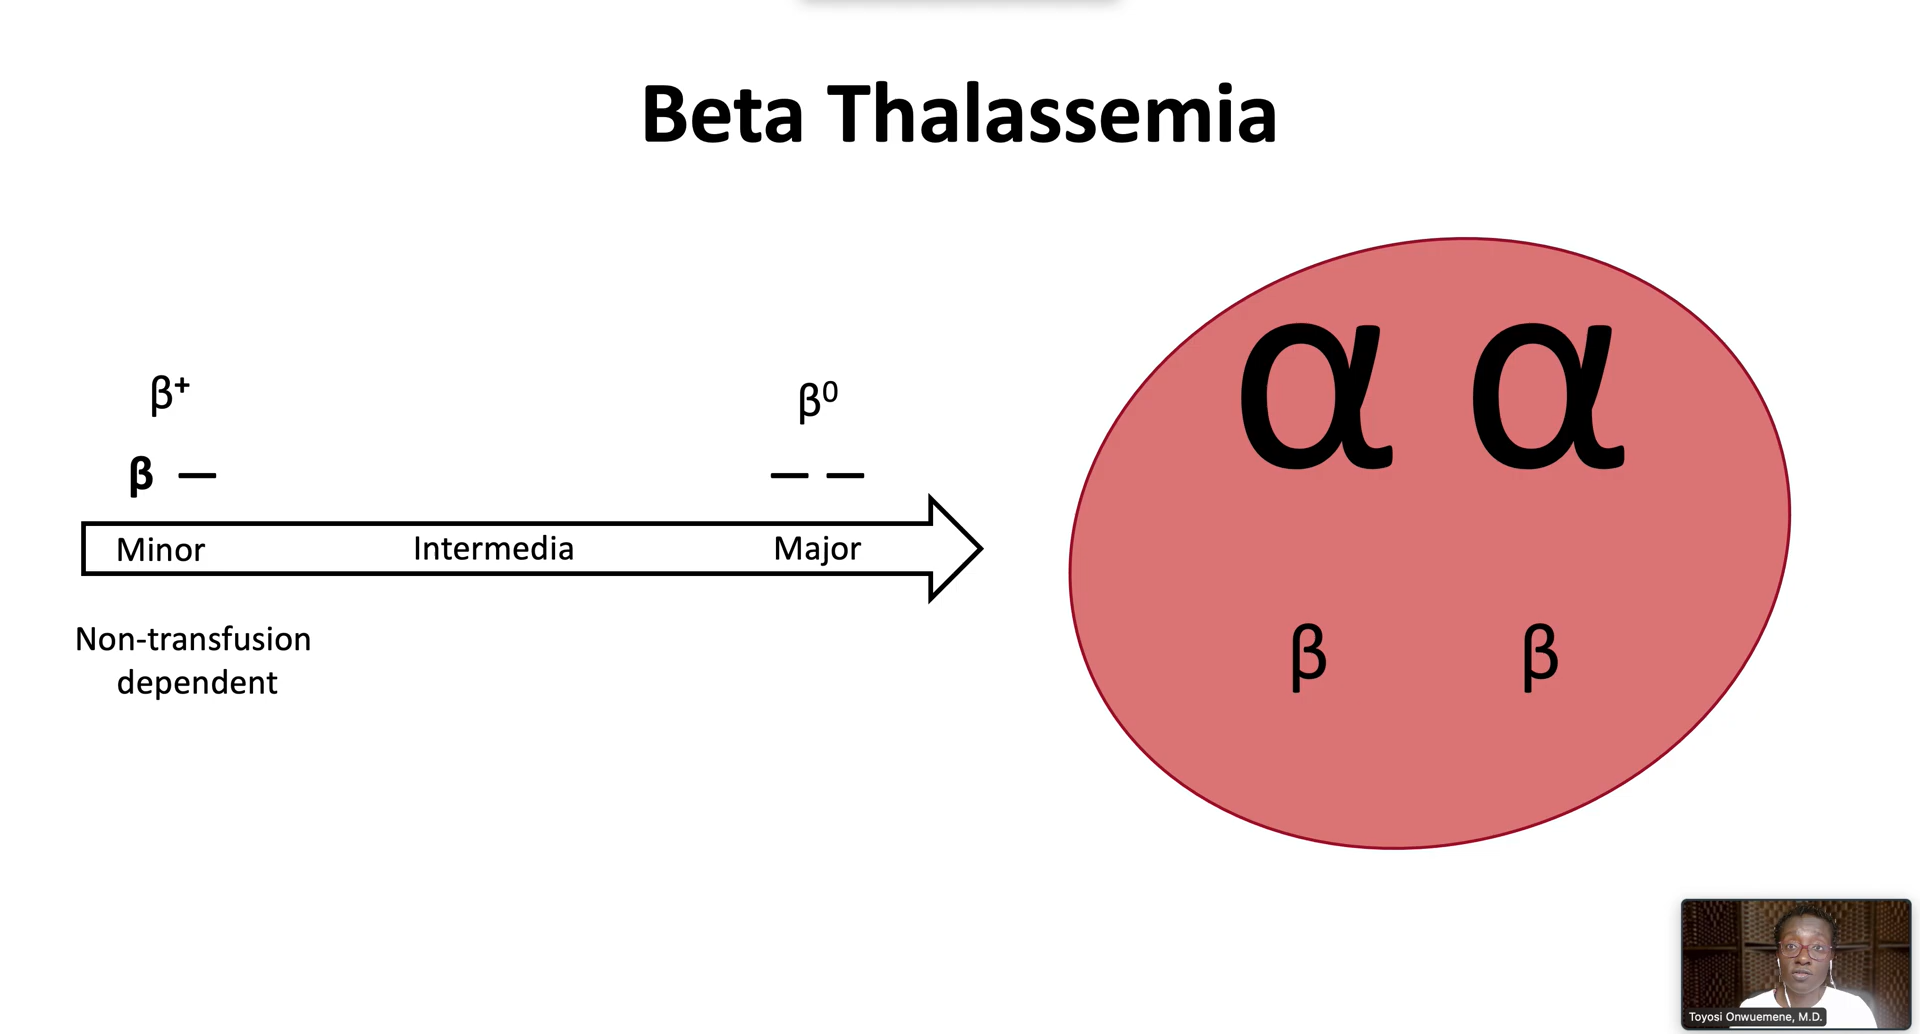 Beta Thalassemia
β⁺
β⁰
β —
— —
Minor
Intermedia
Major
Non-transfusion
dependent
α α
β β
Toyosi Onwuemene, M.D.